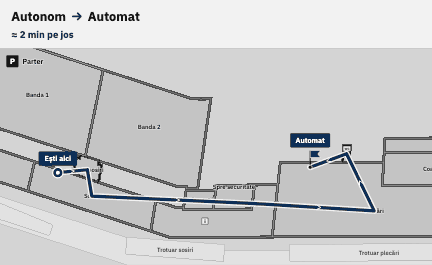 Autonom → Automat
≈ 2 min pe jos
P Parter
Banda 1
Banda 2
Automat
Ești aici
Spre securitate
Trotuar sosiri
Trotuar plecări